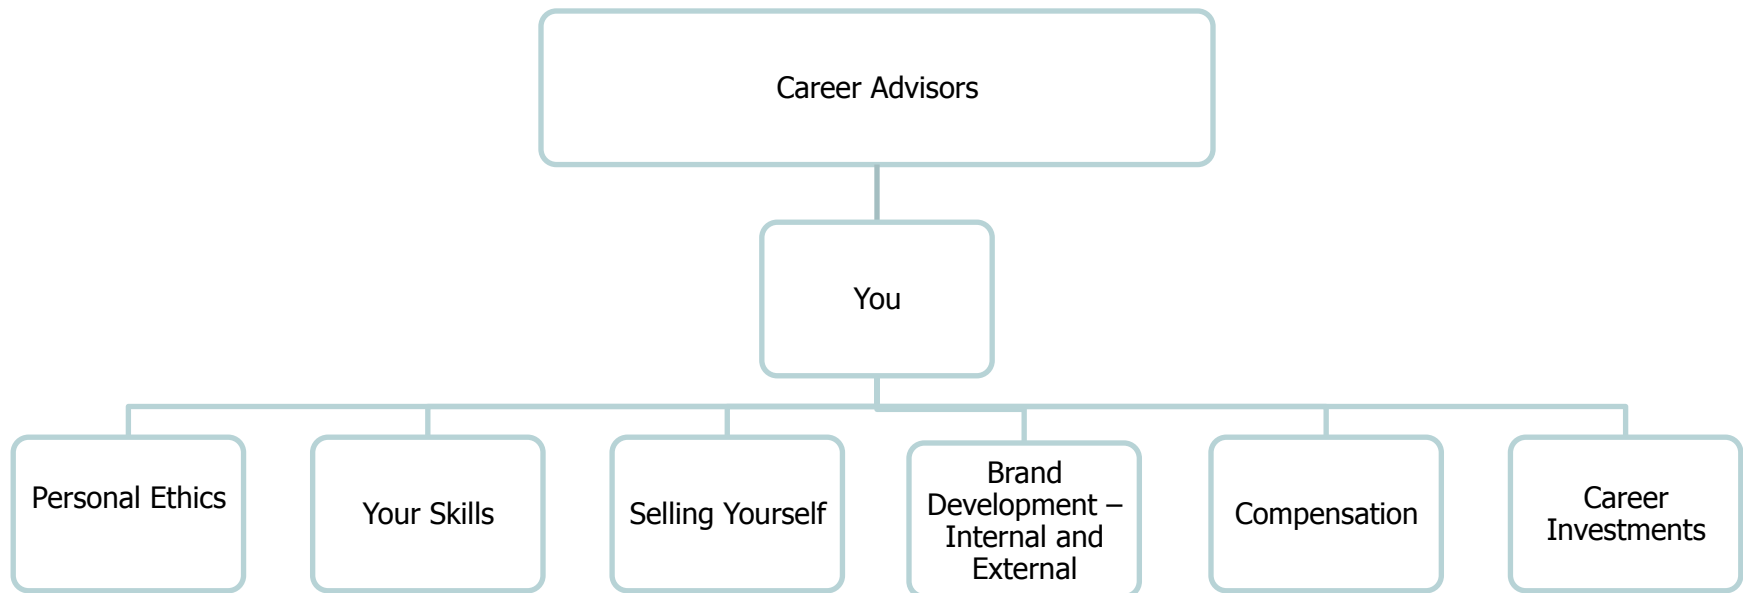 Career Advisors
You
Personal Ethics
Your Skills
Selling Yourself
Brand
Development –
Internal and
External
Compensation
Career
Investments